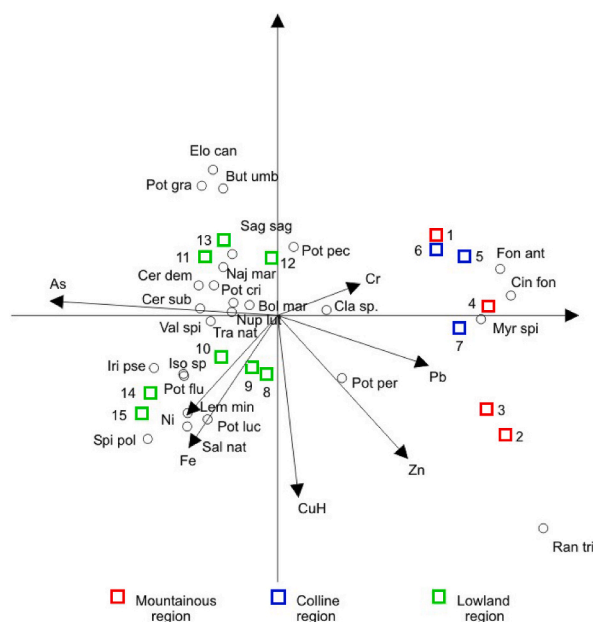 Elo can
Pot gra
But umb
Sag sag
13
11
12
Pot pec
1
6
5
Fon ant
As
Cer dem
Naj mar
Cr
Cin fon
Pot cri
4
Cer sub
Bol mar
Cla sp.
Val spi
Nup lut
Myr spi
Tra nat
7
10
Iri pse
Iso sp
9
8
Pb
Pot flu
Pot per
14
15
Ni
Lem min
3
Pot luc
2
Spi pol
Sal nat
Fe
Zn
CuH
Ran tri
Mountainous
region
Colline
region
Lowland
region